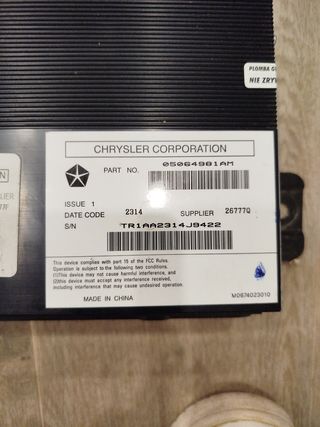 PLOMBA G
NIE ZRY
CHRYSLER CORPORATION
PART NO. 05064981AM
ISSUE 1
DATE CODE 2314 SUPPLIER 26777Q
S/N TR1AA2314J9422
This device complies with part 15 of the FCC Rules.
Operation is subject to the following two conditions.
(1)This device may not cause harmful interference, and
(2)this device must accept any interference received,
including interference that may cause undesired operation.
MADE IN CHINA
M0974023010